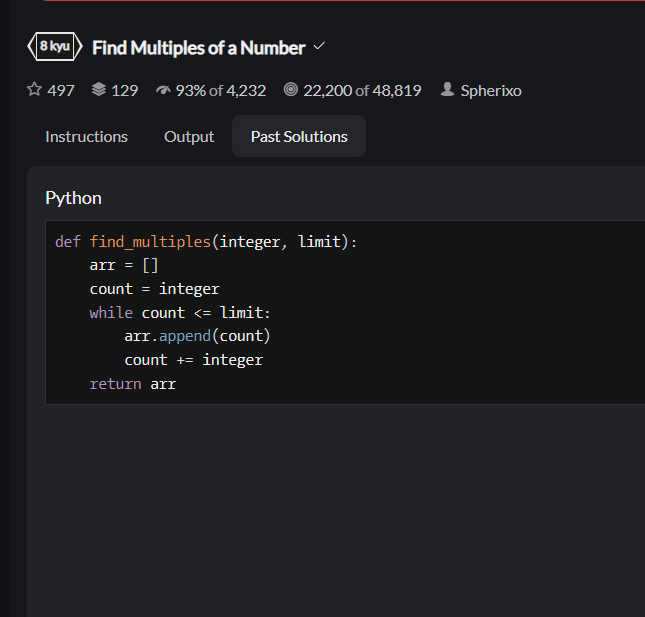 8 kyu Find Multiples of a Number
497 129 93% of 4,232 22,200 of 48,819 Spherixo
Instructions Output Past Solutions
Python
def find_multiples(integer, limit):
    arr = []
    count = integer
    while count <= limit:
        arr.append(count)
        count += integer
    return arr